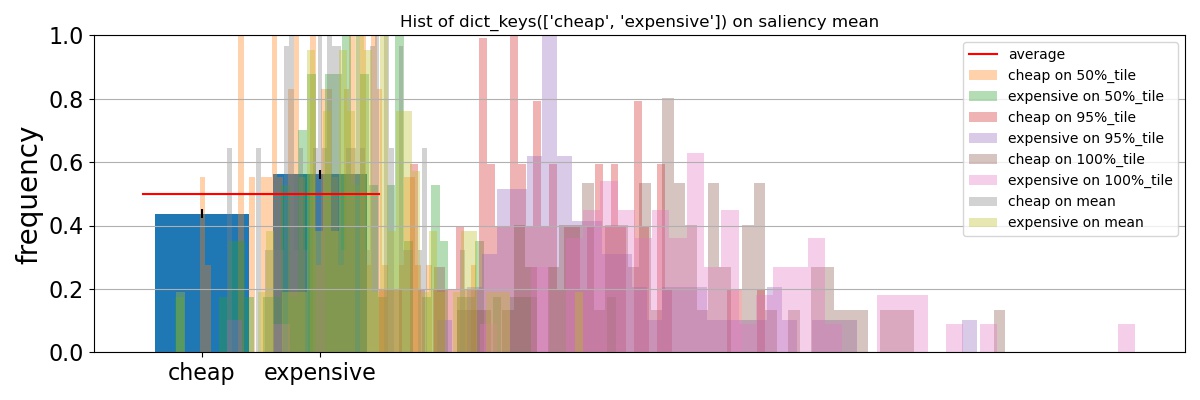 Hist of dict_keys(['cheap', 'expensive']) on saliency mean
frequency
1.0
0.8
0.6
0.4
0.2
0.0
cheap
expensive
average
cheap on 50%_tile
expensive on 50%_tile
cheap on 95%_tile
expensive on 95%_tile
cheap on 100%_tile
expensive on 100%_tile
cheap on mean
expensive on mean